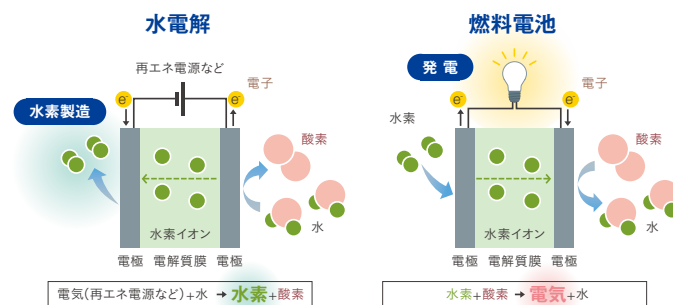 水電解
再エネ電源など
e⁻
e⁻
電子
水素製造
酸素
水素イオン
水
電極
電解質膜
電極
電気(再エネ電源など)+水→水素+酸素
燃料電池
発電
e⁻
e⁻
電子
水素
酸素
水素イオン
水
電極
電解質膜
電極
水素+酸素→電気+水